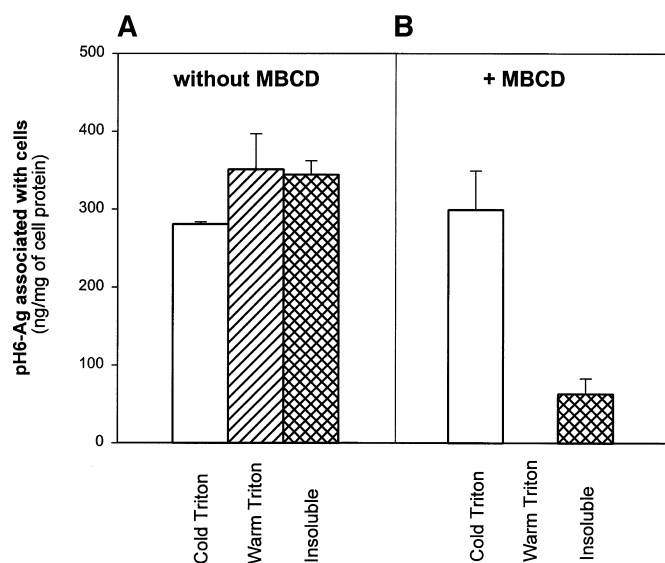 A
B
500
400
300
200
100
0
pH6-Ag associated with cells
(ng/mg of cell protein)
without MBCD
+ MBCD
Cold Triton
Warm Triton
Insoluble
Cold Triton
Warm Triton
Insoluble